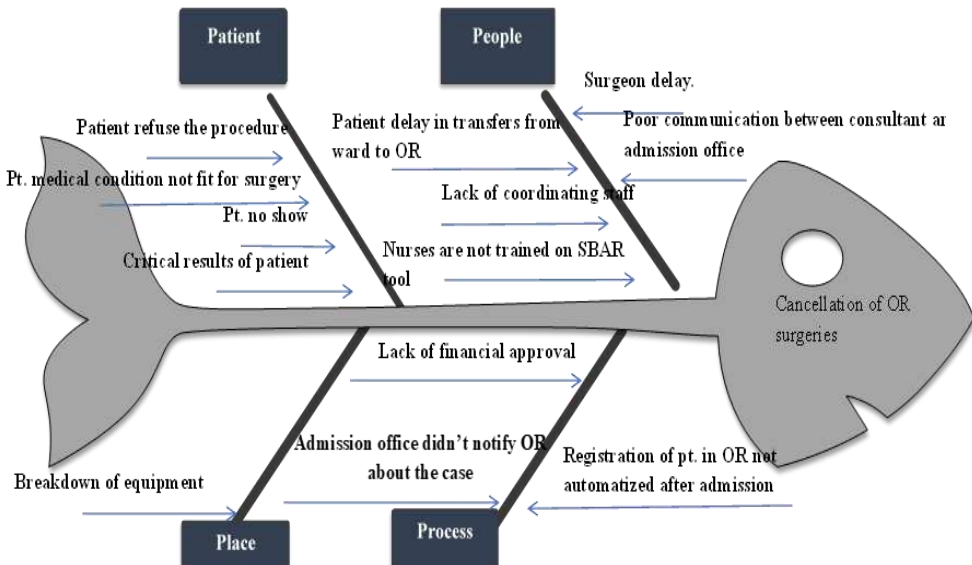 Patient
People
Surgeon delay.
Patient refuse the procedure
Patient delay in transfers from
ward to OR
Poor communication between consultant ar
admission office
Pt. medical condition not fit for surgery
Lack of coordinating staff
Pt. no show
Nurses are not trained on SBAR
tool
Critical results of patient
Cancellation of OR
surgeries
Lack of financial approval
Admission office didn't notify OR
about the case
Registration of pt. in OR not
automatized after admission
Breakdown of equipment
Place
Process